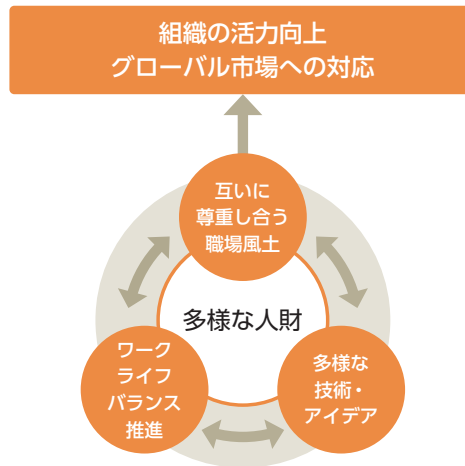 組織の活力向上
グローバル市場への対応
互いに
尊重し合う
職場風土
多様な人財
ワーク
ライフ
バランス
推進
多様な
技術・
アイデア